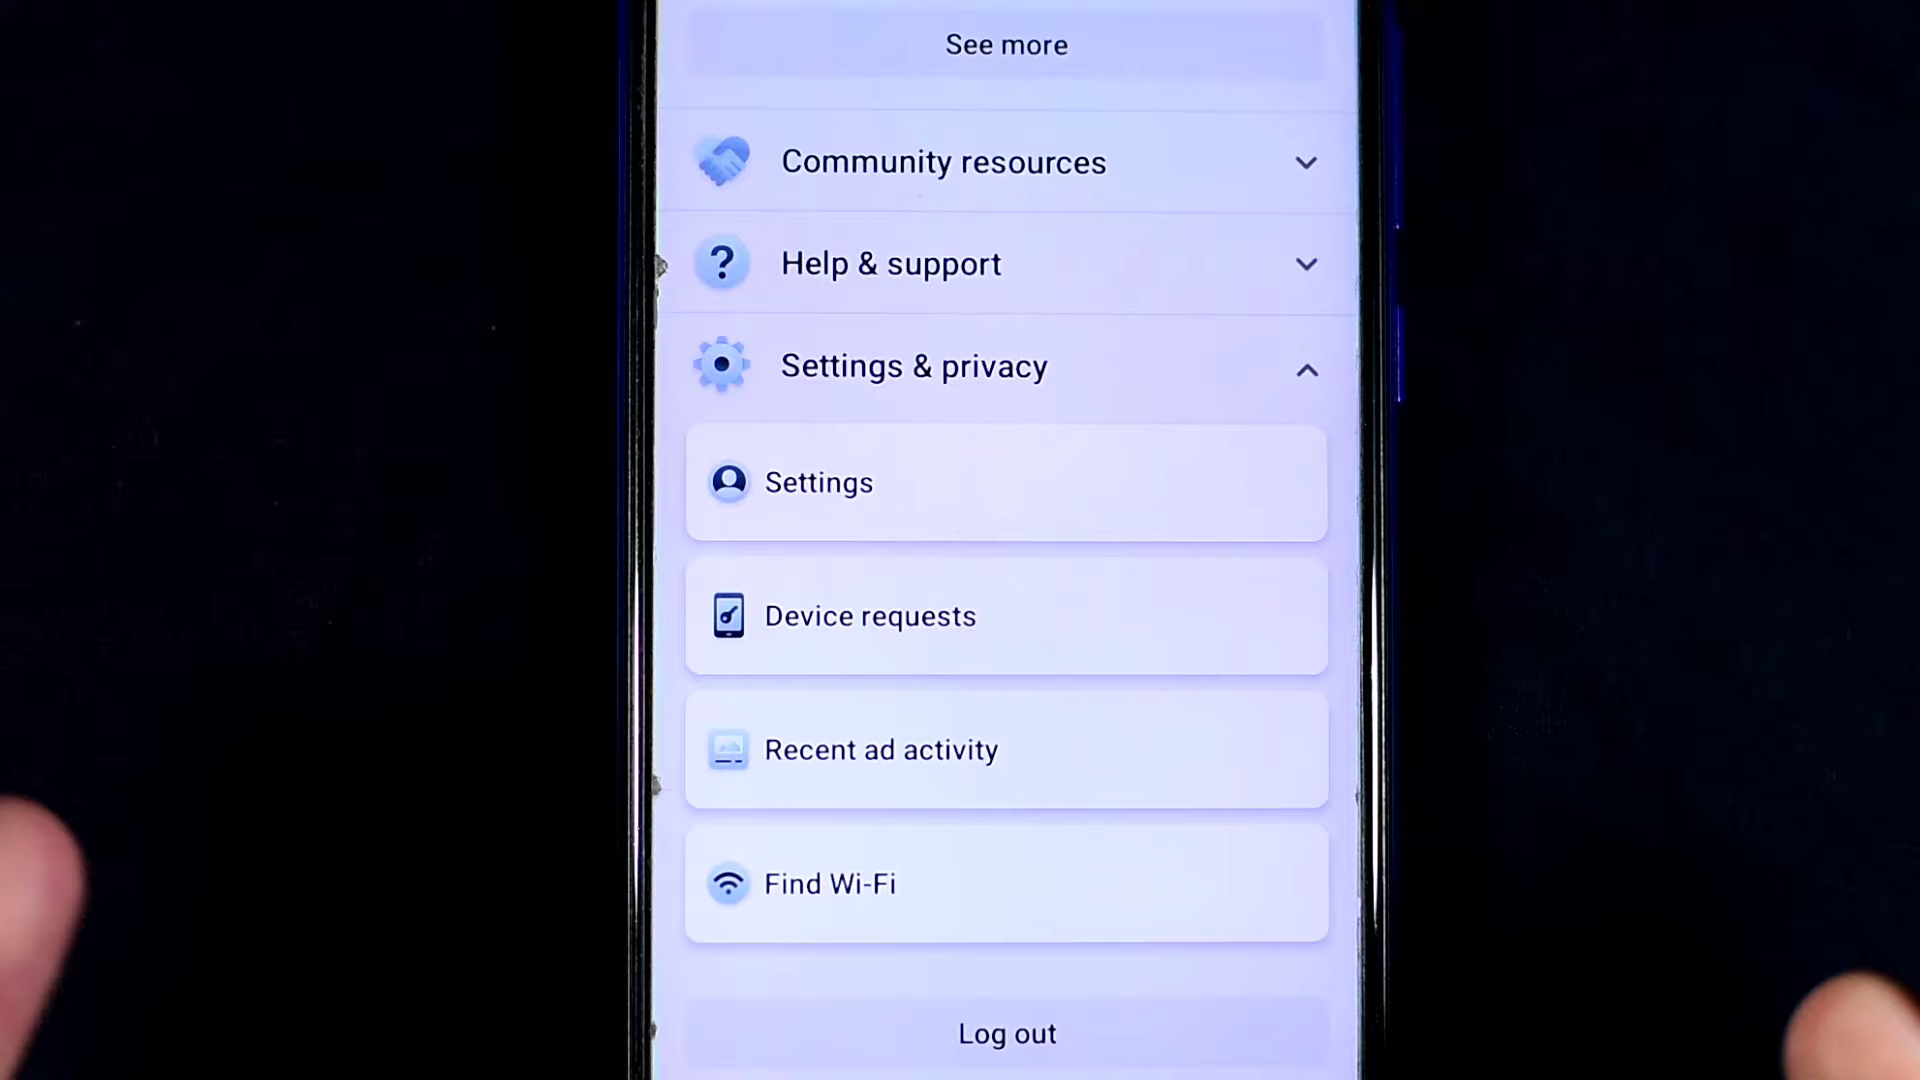 See more
Community resources
Help & support
Settings & privacy
Settings
Device requests
Recent ad activity
Find Wi-Fi
Log out